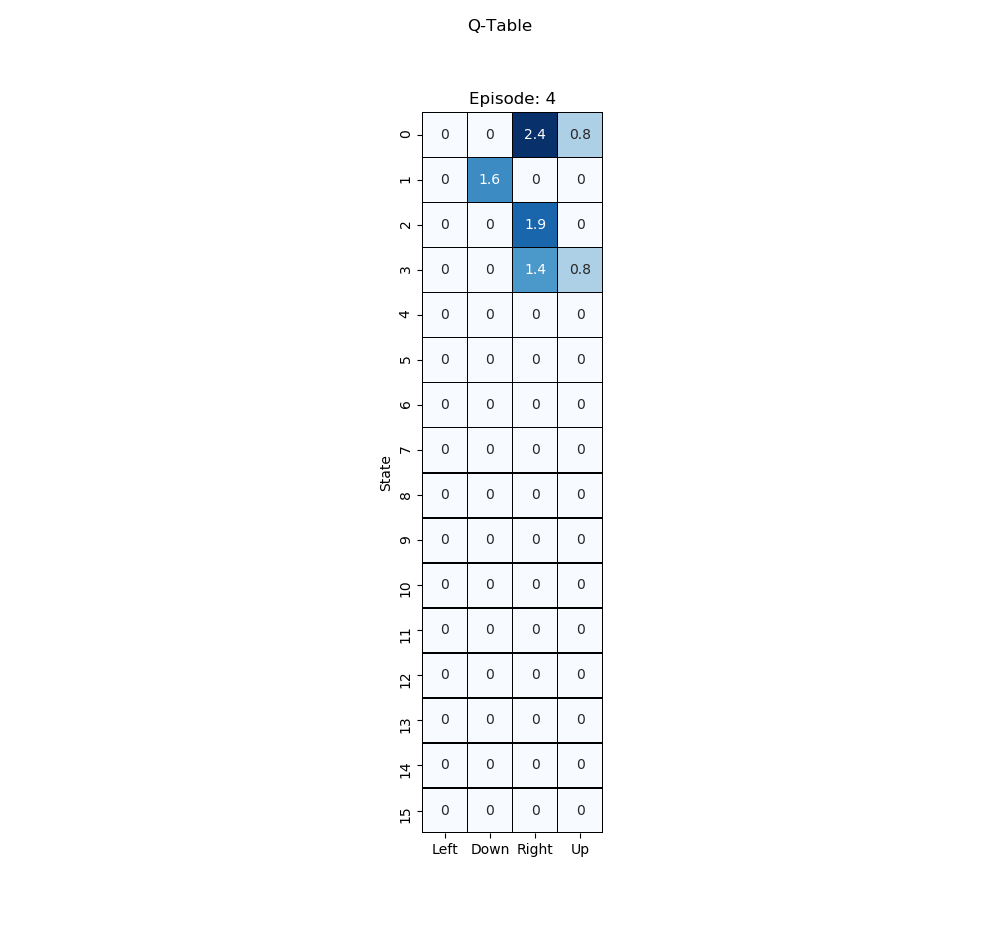 Q-Table
Episode: 4
0 0 0 2.4 0.8
1 0 1.6 0 0
2 0 0 1.9 0
3 0 0 1.4 0.8
4 0 0 0 0
5 0 0 0 0
6 0 0 0 0
7 0 0 0 0
State
8 0 0 0 0
9 0 0 0 0
10 0 0 0 0
11 0 0 0 0
12 0 0 0 0
13 0 0 0 0
14 0 0 0 0
15 0 0 0 0
Left Down Right Up